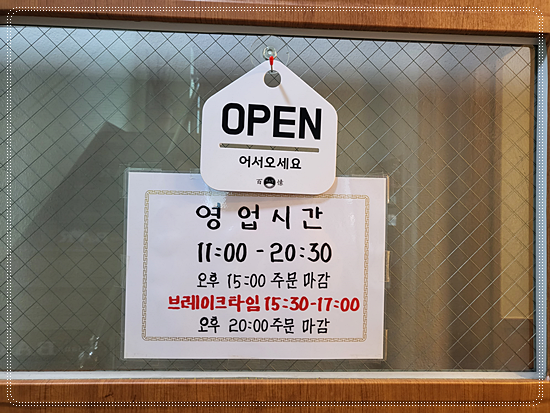 OPEN
어서오세요
영업시간
11:00 - 20:30
오후 15:00 주문 마감
브레이크타임 15:30-17:00
오후 20:00 주문 마감